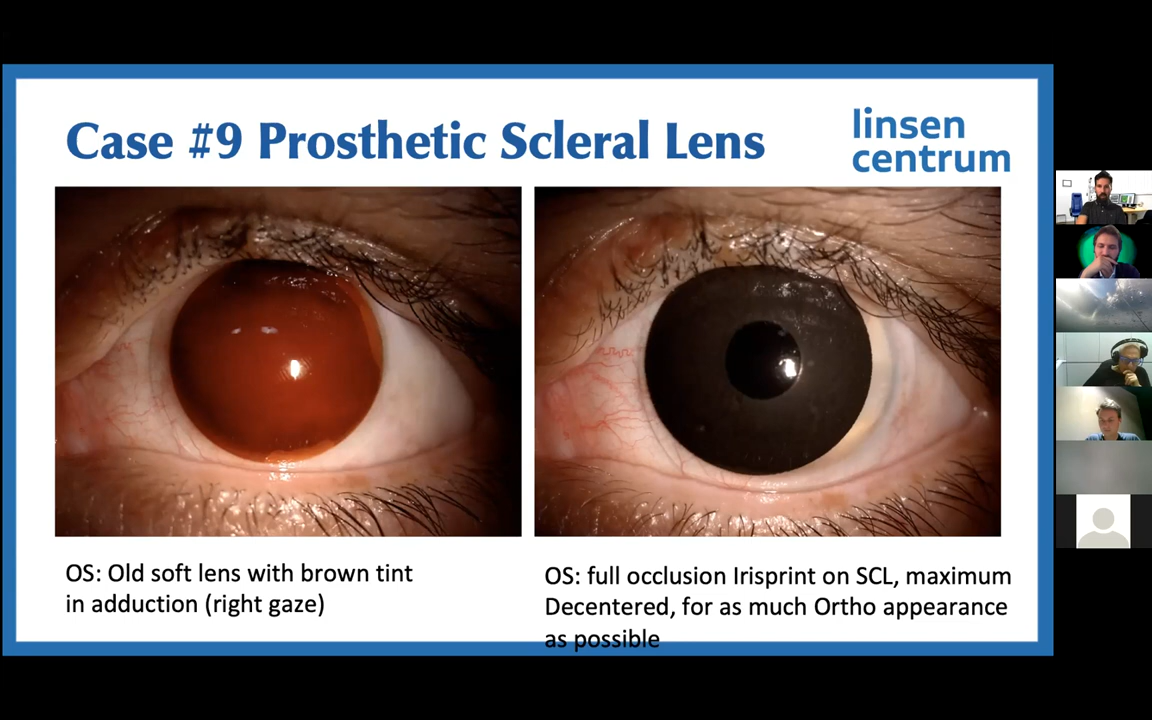 Case #9 Prosthetic Scleral Lens
linsen
centrum
OS: Old soft lens with brown tint
in adduction (right gaze)
OS: full occlusion Irisprint on SCL, maximum
Decentered, for as much Ortho appearance
as possible